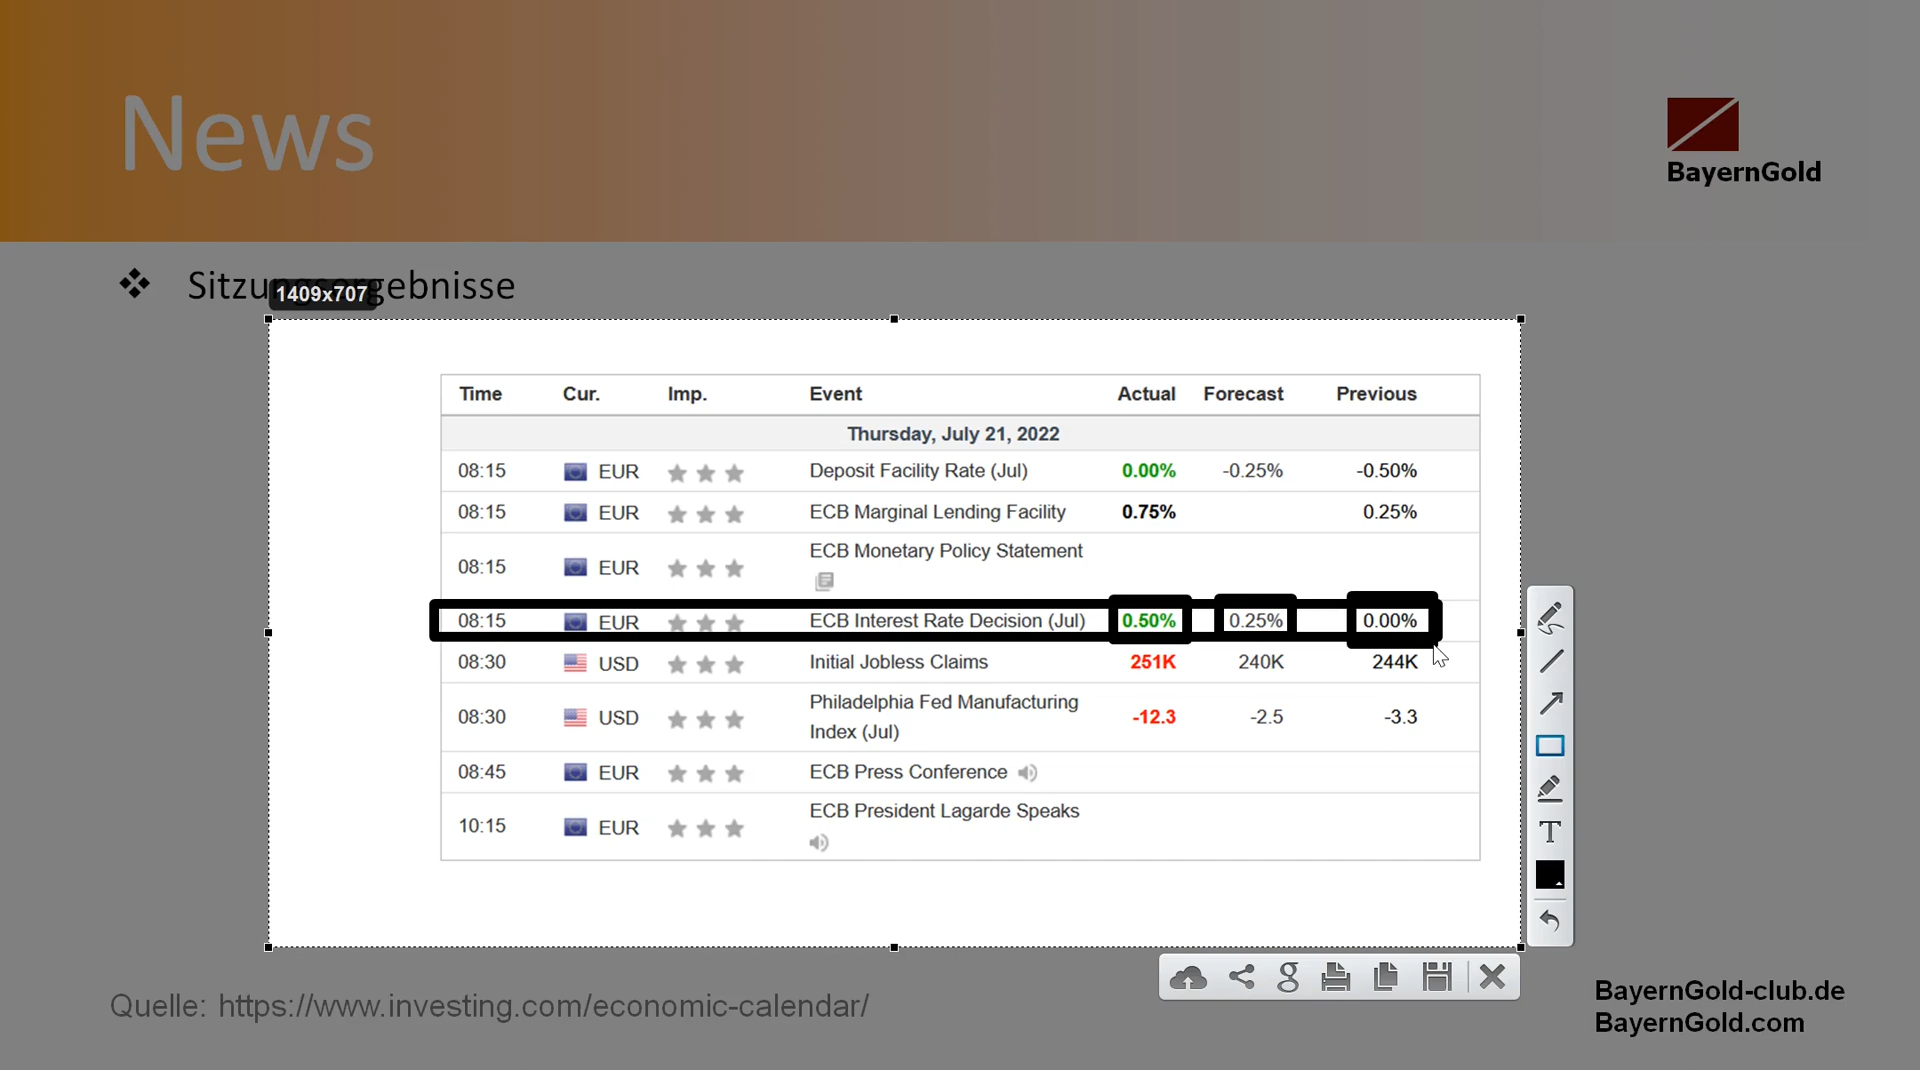 News
BayernGold
Sitzungsergebnisse
1409x707
Time Cur. Imp. Event Actual Forecast Previous
Thursday, July 21, 2022
08:15 EUR Deposit Facility Rate (Jul) 0.00% -0.25% -0.50%
08:15 EUR ECB Marginal Lending Facility 0.75% 0.25%
08:15 EUR ECB Monetary Policy Statement
08:15 EUR ECB Interest Rate Decision (Jul) 0.50% 0.25% 0.00%
08:30 USD Initial Jobless Claims 251K 240K 244K
08:30 USD Philadelphia Fed Manufacturing
Index (Jul) -12.3 -2.5 -3.3
08:45 EUR ECB Press Conference
10:15 EUR ECB President Lagarde Speaks
Quelle: https://www.investing.com/economic-calendar/
BayernGold-club.de
BayernGold.com